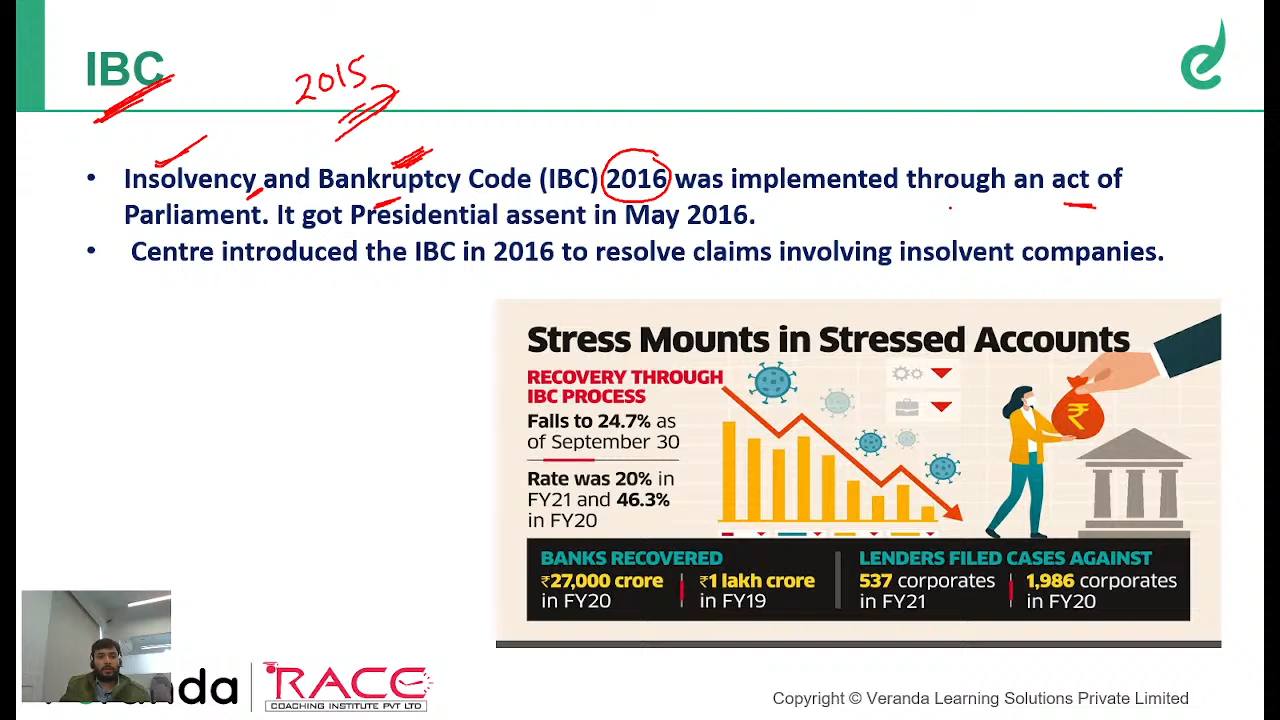 IBC
2015
• Insolvency and Bankruptcy Code (IBC) 2016 was implemented through an act of
Parliament. It got Presidential assent in May 2016.
• Centre introduced the IBC in 2016 to resolve claims involving insolvent companies.
Stress Mounts in Stressed Accounts
RECOVERY THROUGH
IBC PROCESS
Falls to 24.7% as
of September 30
Rate was 20% in
FY21 and 46.3%
in FY20
₹
BANKS RECOVERED
₹27,000 crore
in FY20
₹1 lakh crore
in FY19
LENDERS FILED CASES AGAINST
537 corporates
in FY21
1,986 corporates
in FY20
nda
RACE
COACHING INSTITUTE PVT LTD
Copyright © Veranda Learning Solutions Private Limited